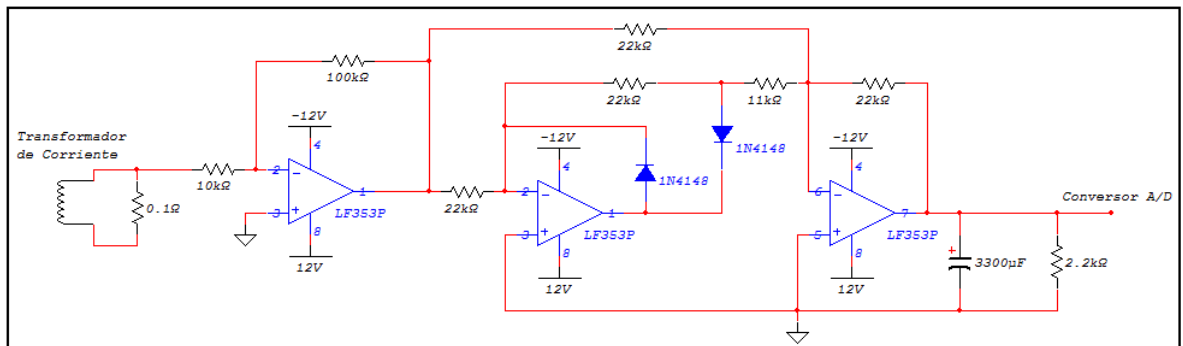 22kΩ
100kΩ
22kΩ
11kΩ
22kΩ
Transformador
de Corriente
-12V
4
10kΩ
2
1
3
8
LF353P
12V
0.1Ω
22kΩ
-12V
4
2
1
3
8
LF353P
12V
1N4148
1N4148
-12V
4
6
7
5
8
LF353P
12V
Conversor A/D
+
3300µF
2.2kΩ